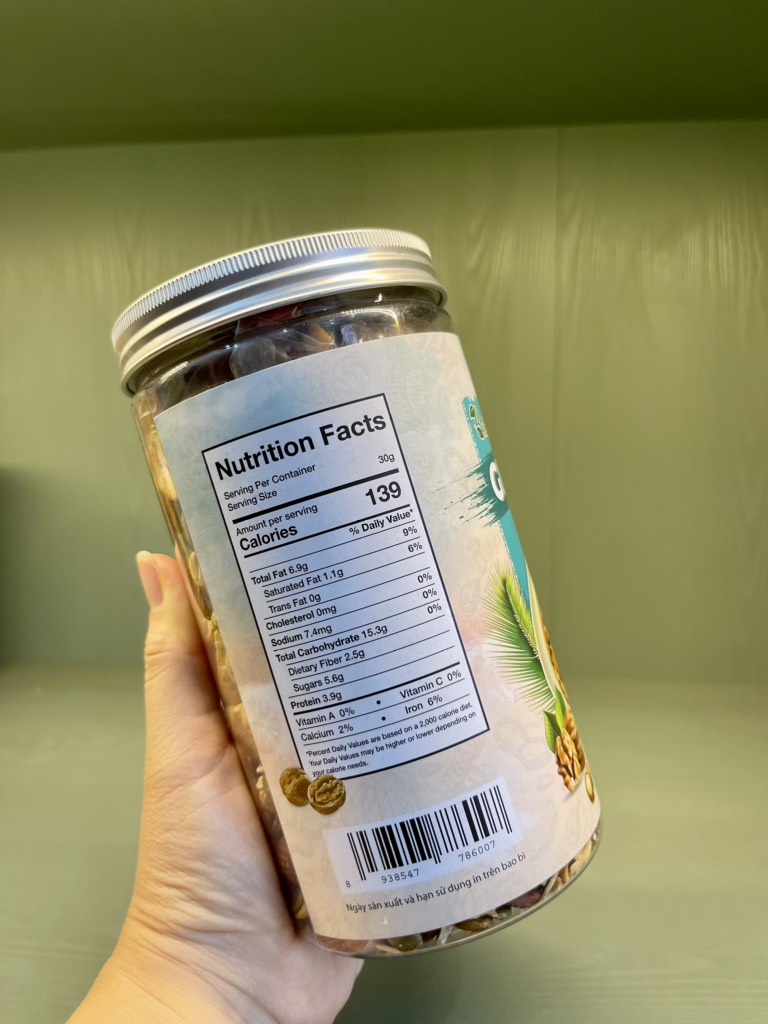 Nutrition Facts
Serving Per Container
Serving Size 30g
Amount per serving
Calories 139
% Daily Value*
Total Fat 6.9g 9%
Saturated Fat 1.1g 6%
Trans Fat 0g
Cholesterol 0mg 0%
Sodium 7.4mg 0%
Total Carbohydrate 15.3g 0%
Dietary Fiber 2.5g
Sugars 5.6g
Protein 3.9g
Vitamin A 0% • Vitamin C 0%
Calcium 2% • Iron 6%
*Percent Daily Values are based on a 2,000 calorie diet.
Your Daily Values may be higher or lower depending on
your calorie needs.
8 938547 786007
Ngày sản xuất và hạn sử dụng in trên bao bì